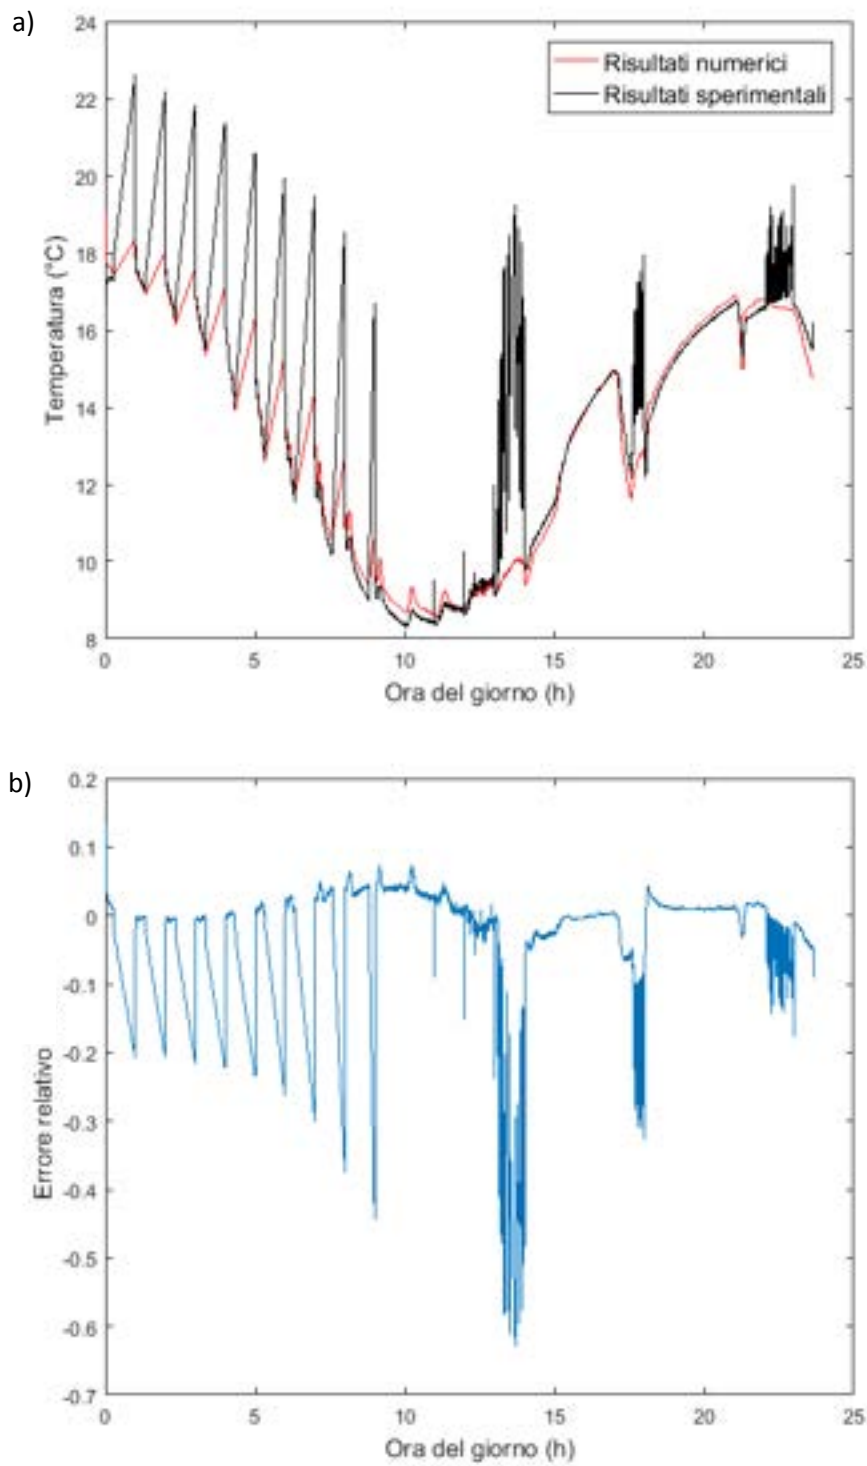 a)
24
22
20
18
16
14
12
10
8
Temperatura (°C)
Risultati numerici
Risultati sperimentali
0 5 10 15 20 25
Ora del giorno (h)
b)
0.2
0.1
0
-0.1
-0.2
-0.3
-0.4
-0.5
-0.6
-0.7
Errore relativo
0 5 10 15 20 25
Ora del giorno (h)